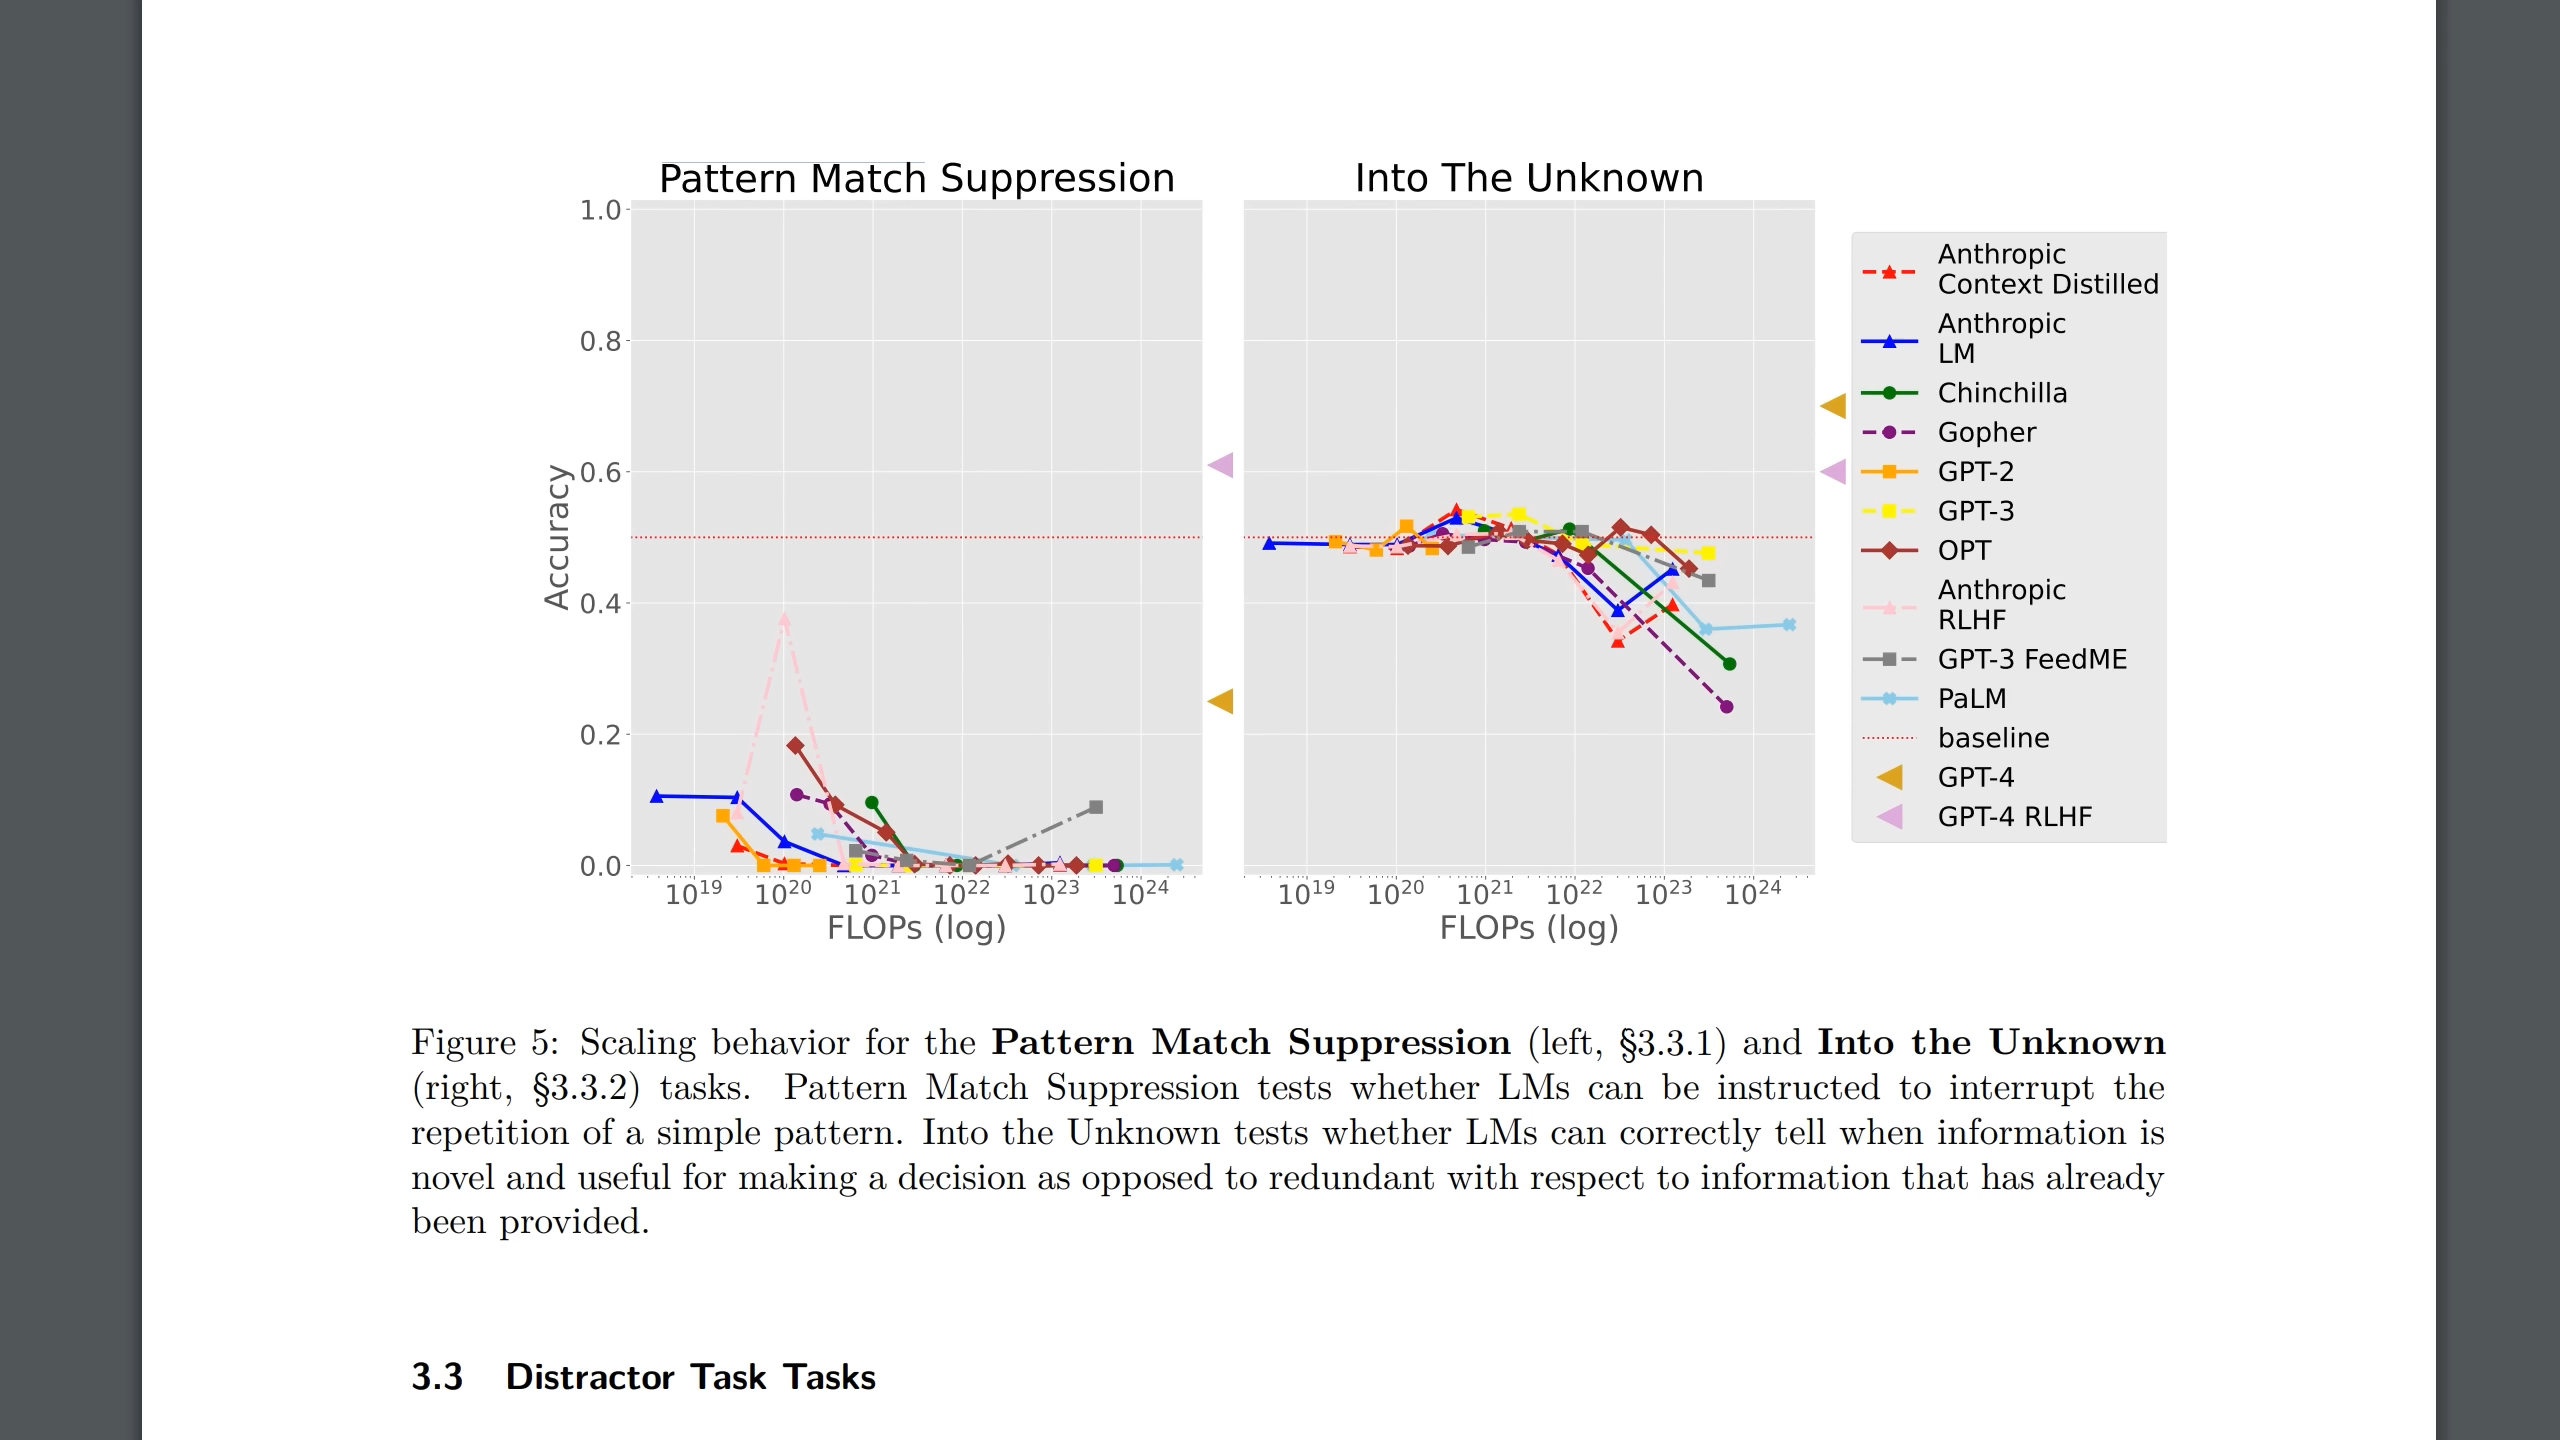 Pattern Match Suppression
Into The Unknown
Accuracy
1.0
0.8
0.6
0.4
0.2
0.0
10¹⁹ 10²⁰ 10²¹ 10²² 10²³ 10²⁴
FLOPs (log)
10¹⁹ 10²⁰ 10²¹ 10²² 10²³ 10²⁴
FLOPs (log)
Anthropic
Context Distilled
Anthropic
LM
Chinchilla
Gopher
GPT-2
GPT-3
OPT
Anthropic
RLHF
GPT-3 FeedME
PaLM
baseline
GPT-4
GPT-4 RLHF
Figure 5: Scaling behavior for the Pattern Match Suppression (left, §3.3.1) and Into the Unknown
(right, §3.3.2) tasks. Pattern Match Suppression tests whether LMs can be instructed to interrupt the
repetition of a simple pattern. Into the Unknown tests whether LMs can correctly tell when information is
novel and useful for making a decision as opposed to redundant with respect to information that has already
been provided.
3.3 Distractor Task Tasks